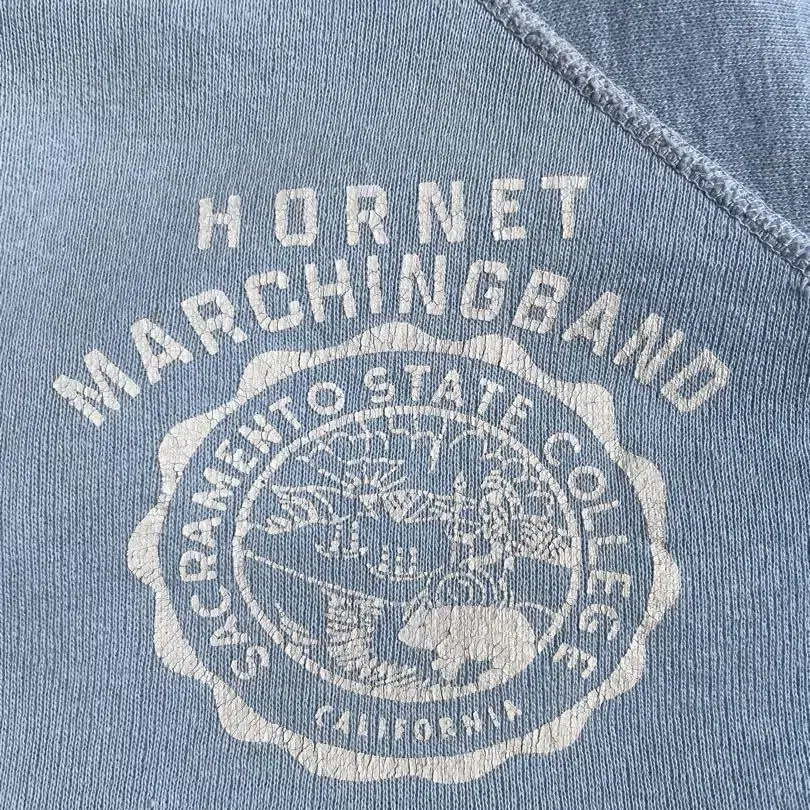 HORNET
MARCHINGBAND
SACRAMENTO STATE COLLEGE
CALIFORNIA